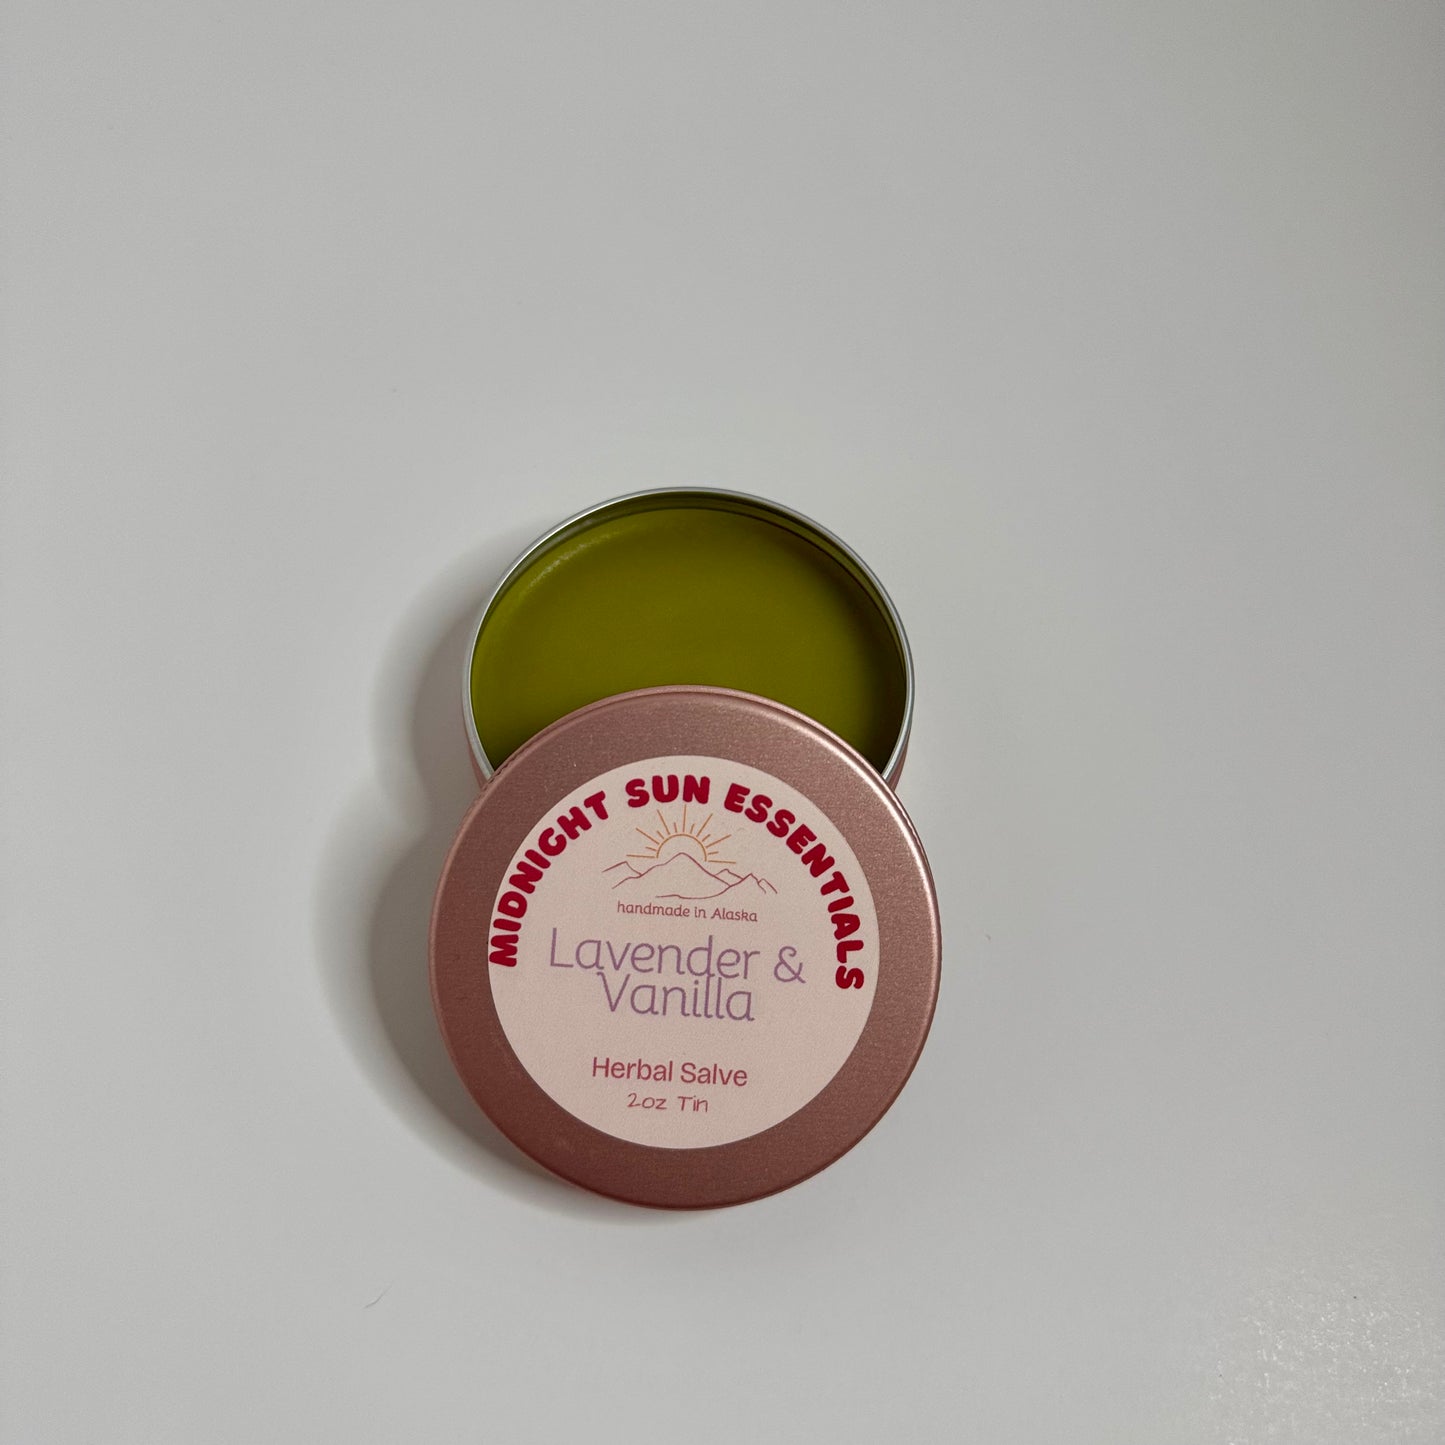 MIDNIGHT SUN ESSENTIALS
handmade in Alaska
Lavender &
Vanilla
Herbal Salve
2oz Tin